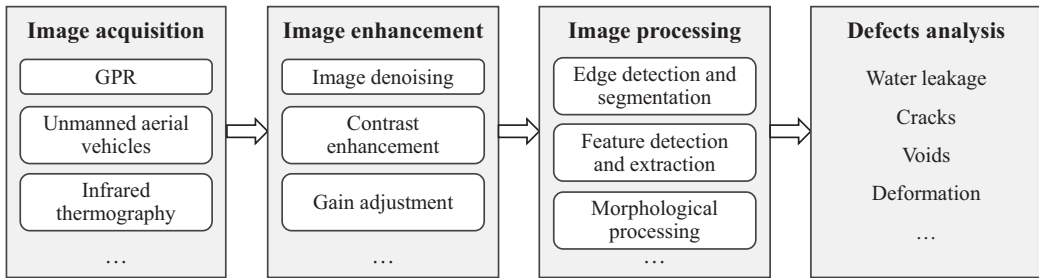 Image acquisition
GPR
Unmanned aerial
vehicles
Infrared
thermography
…
Image enhancement
Image denoising
Contrast
enhancement
Gain adjustment
…
Image processing
Edge detection and
segmentation
Feature detection
and extraction
Morphological
processing
…
Defects analysis
Water leakage
Cracks
Voids
Deformation
…